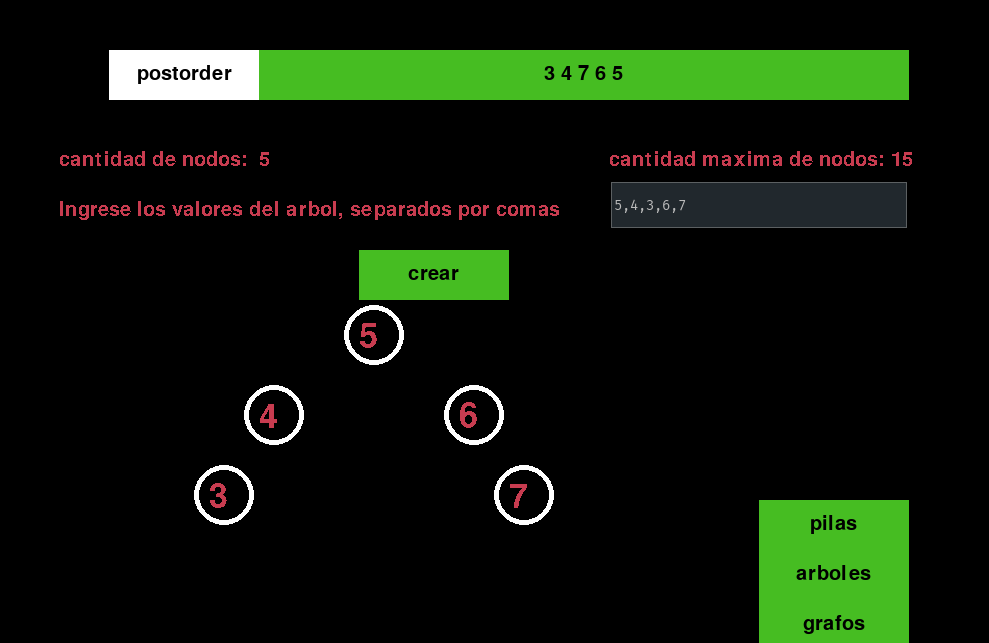 postorder 3 4 7 6 5
cantidad de nodos: 5 cantidad maxima de nodos: 15
Ingrese los valores del arbol, separados por comas 5,4,3,6,7
crear
5
4 6
3 7
pilas
arboles
grafos